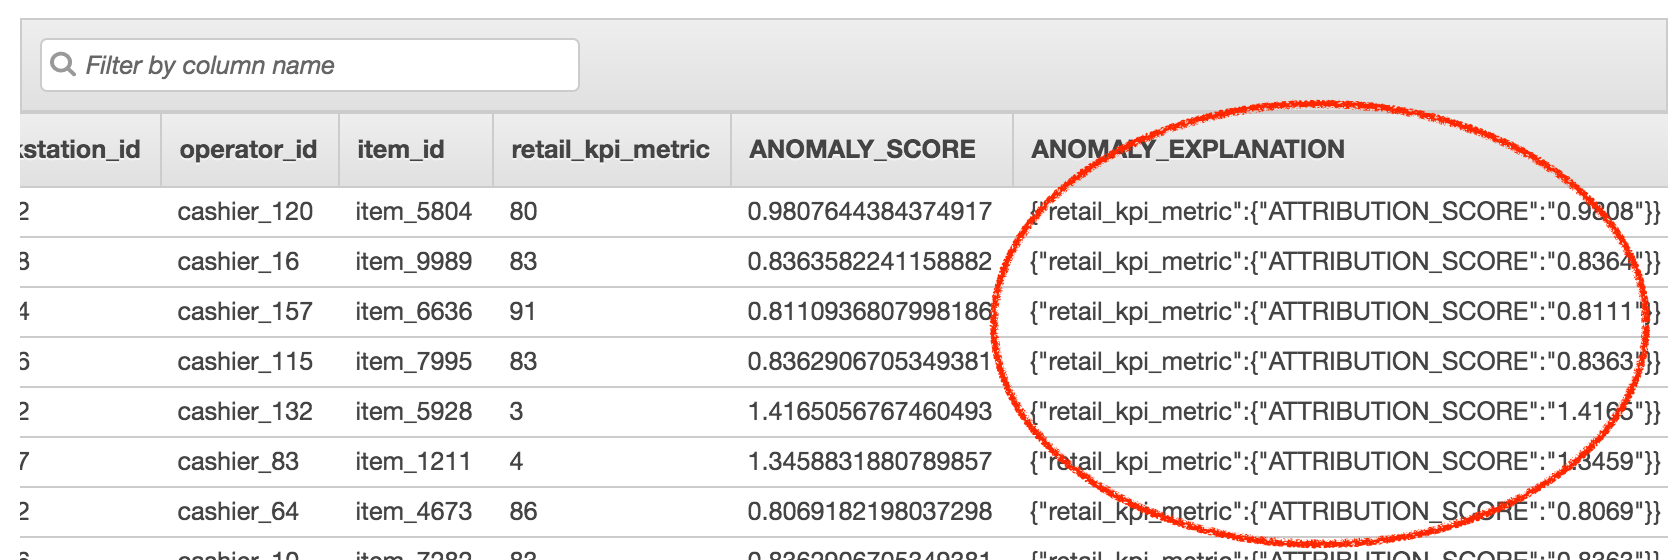 Filter by column name
kstation_id operator_id item_id retail_kpi_metric ANOMALY_SCORE ANOMALY_EXPLANATION
2 cashier_120 item_5804 80 0.9807644384374917 {"retail_kpi_metric":{"ATTRIBUTION_SCORE":"0.9808"}}
8 cashier_16 item_9989 83 0.8363582241158882 {"retail_kpi_metric":{"ATTRIBUTION_SCORE":"0.8364"}}
4 cashier_157 item_6636 91 0.8110936807998186 {"retail_kpi_metric":{"ATTRIBUTION_SCORE":"0.8111"}}
6 cashier_115 item_7995 83 0.8362906705349381 {"retail_kpi_metric":{"ATTRIBUTION_SCORE":"0.8363"}}
2 cashier_132 item_5928 3 1.4165056767460493 {"retail_kpi_metric":{"ATTRIBUTION_SCORE":"1.4165"}}
7 cashier_83 item_1211 4 1.3458831880789857 {"retail_kpi_metric":{"ATTRIBUTION_SCORE":"1.3459"}}
2 cashier_64 item_4673 86 0.8069182198037298 {"retail_kpi_metric":{"ATTRIBUTION_SCORE":"0.8069"}}
cashier_10 item_7282 83 0.8362906705349381 {"retail_kpi_metric":{"ATTRIBUTION_SCORE":"0.8363"}}